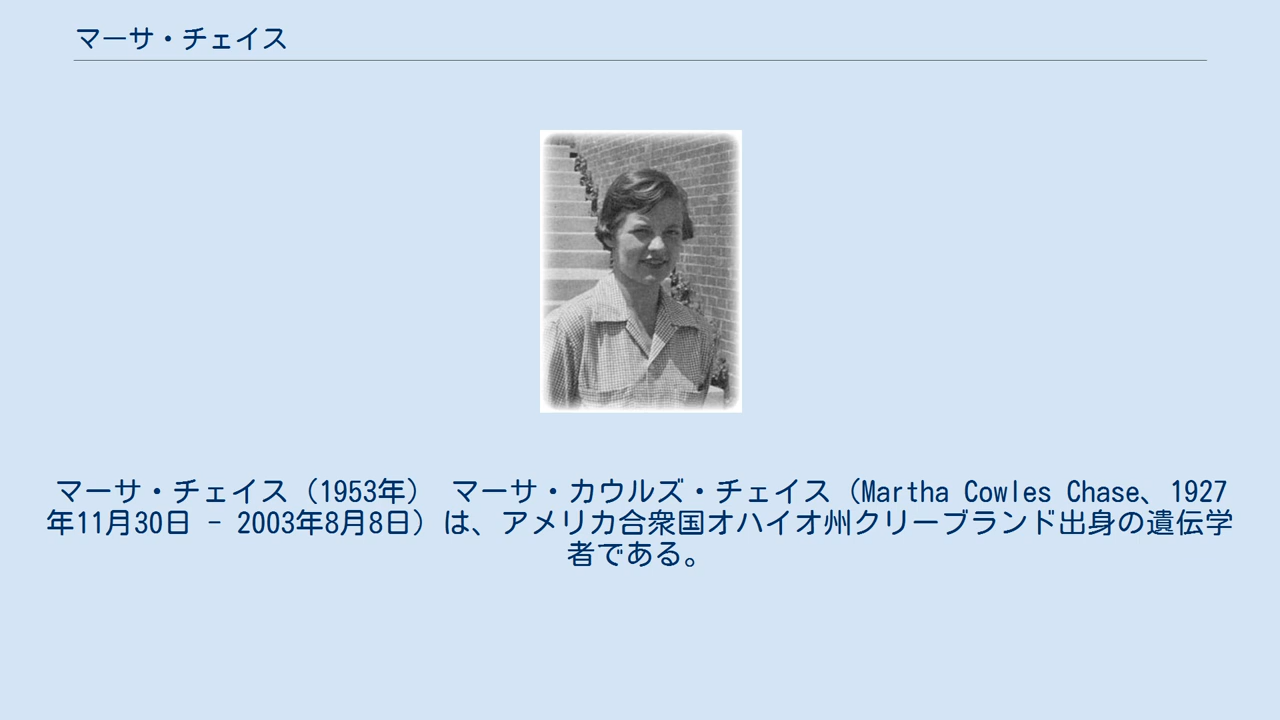 マーサ・チェイス
マーサ・チェイス（1953年） マーサ・カウルズ・チェイス（Martha Cowles Chase、1927
年11月30日 - 2003年8月8日）は、アメリカ合衆国オハイオ州クリーブランド出身の遺伝学
者である。